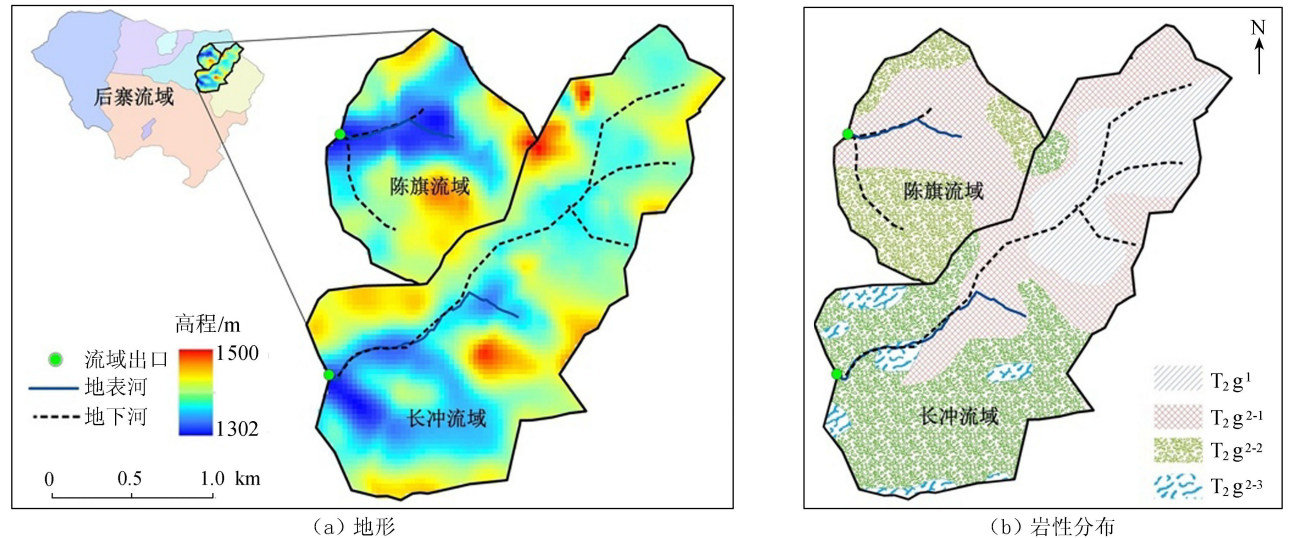 后寨流域
陈旗流域
长冲流域
高程/m
1500
1302
流域出口
地表河
地下河
0 0.5 1.0 km
(a) 地形
N
陈旗流域
长冲流域
T₂g¹
T₂g²⁻¹
T₂g²⁻²
T₂g²⁻³
(b) 岩性分布